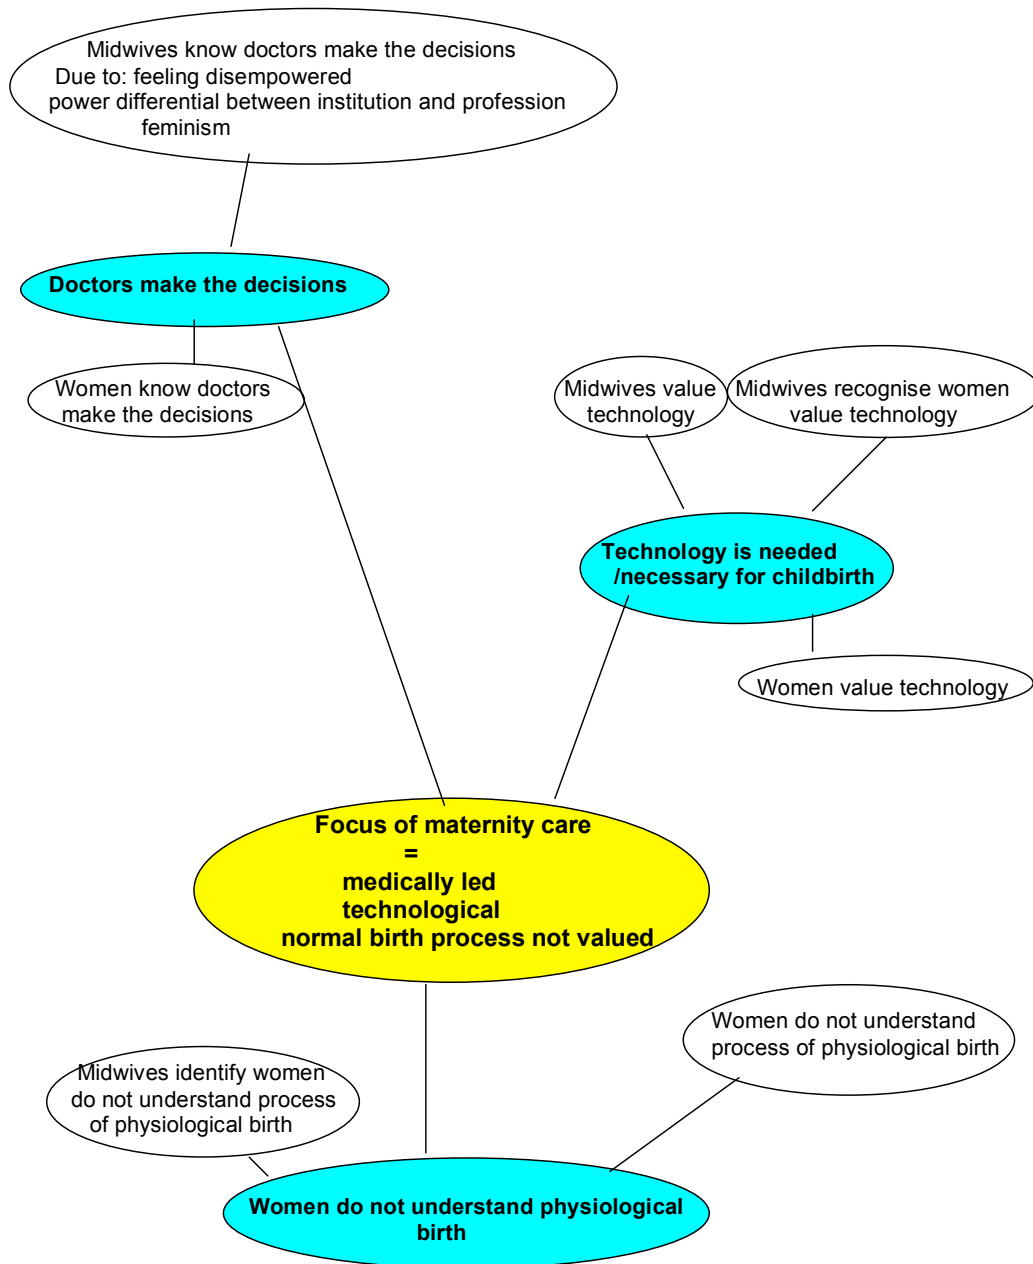 Midwives know doctors make the decisions
Due to: feeling disempowered
power differential between institution and profession
feminism
Doctors make the decisions
Women know doctors
make the decisions
Midwives value
technology
Midwives recognise women
value technology
Technology is needed
/necessary for childbirth
Women value technology
Focus of maternity care
=
medically led
technological
normal birth process not valued
Women do not understand
process of physiological birth
Midwives identify women
do not understand process
of physiological birth
Women do not understand physiological
birth